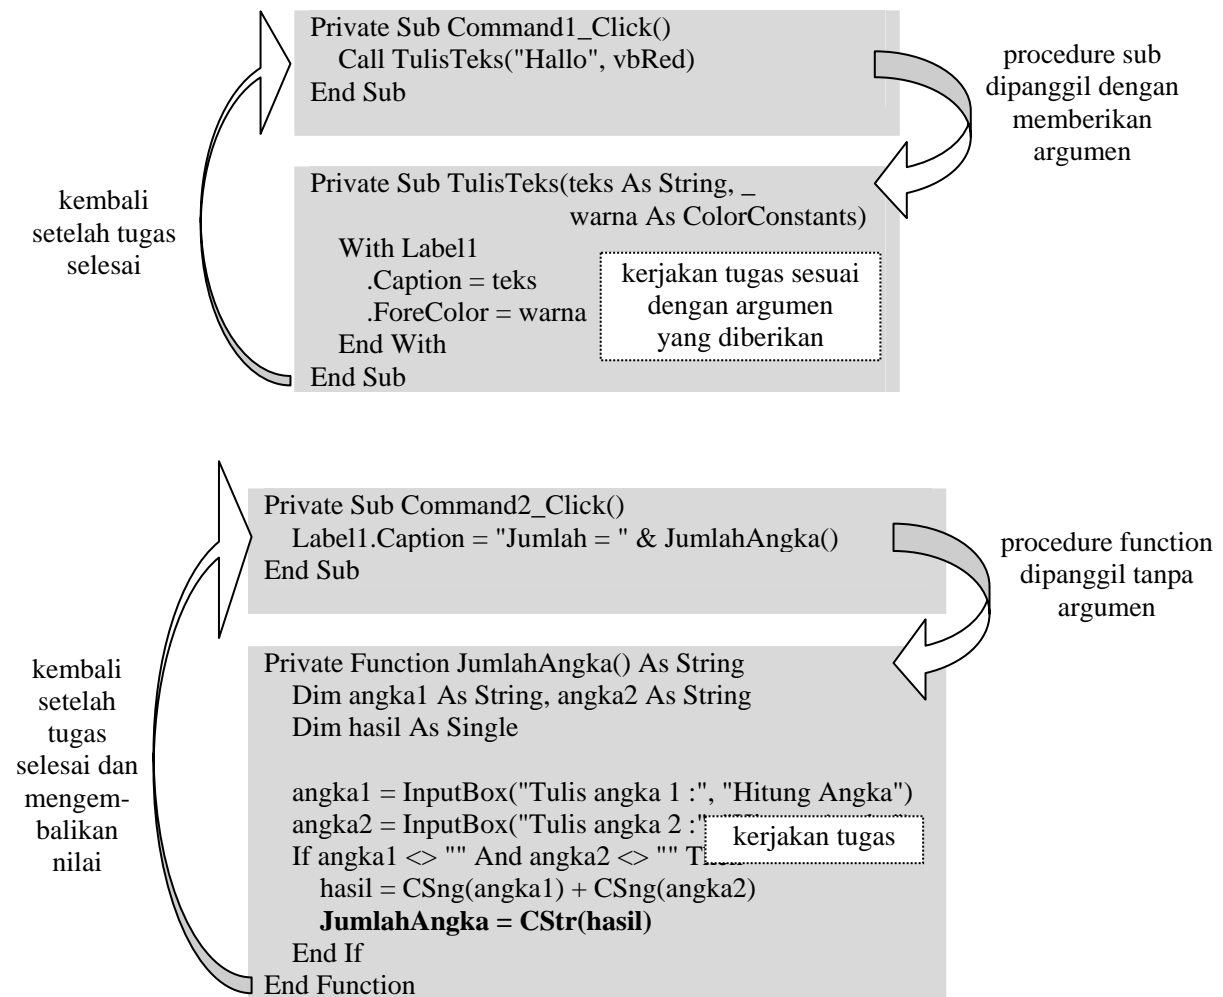 Private Sub Command1_Click()
Call TulisTeks("Hallo", vbRed)
End Sub
procedure sub
dipanggil dengan
memberikan
argumen
Private Sub TulisTeks(teks As String, _
warna As ColorConstants)
With Label1
.Caption = teks
.ForeColor = warna
End With
End Sub
kerjakan tugas sesuai
dengan argumen
yang diberikan
kembali
setelah tugas
selesai
Private Sub Command2_Click()
Label1.Caption = "Jumlah = " & JumlahAngka()
End Sub
procedure function
dipanggil tanpa
argumen
Private Function JumlahAngka() As String
Dim angka1 As String, angka2 As String
Dim hasil As Single
angka1 = InputBox("Tulis angka 1 :", "Hitung Angka")
angka2 = InputBox("Tulis angka 2 :"
If angka1 <> "" And angka2 <> ""
hasil = CSng(angka1) + CSng(angka2)
JumlahAngka = CStr(hasil)
End If
End Function
kerjakan tugas
kembali
setelah
tugas
selesai dan
mengem-
balikan
nilai